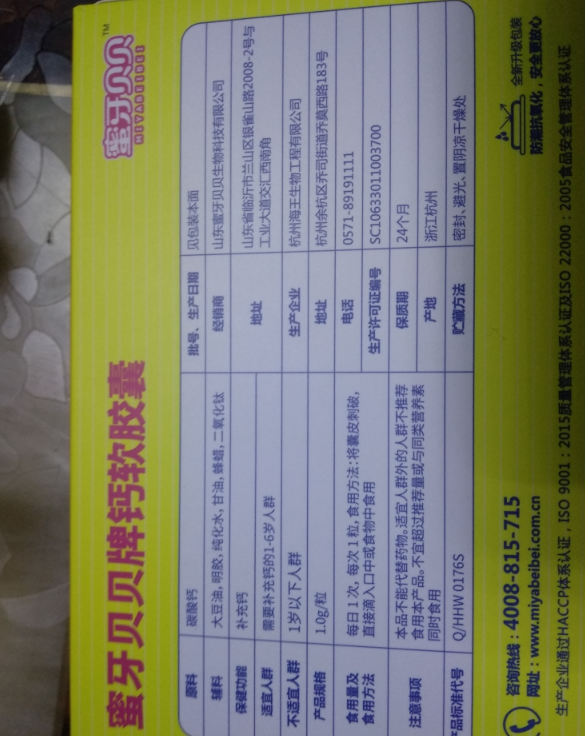 蜜牙贝贝
MIYABEIBEI
TM
蜜牙贝贝牌钙软胶囊
原料 碳酸钙
辅料 大豆油,明胶,纯化水,甘油,蜂蜡,二氧化钛
保健功能 补充钙
适宜人群 需要补充钙的1-6岁人群
不适宜人群 1岁以下人群
产品规格 1.0g/粒
食用量及食用方法 每日1次,每次1粒,食用方法:将囊皮刺破,
直接滴入口中或食物中食用
注意事项 本品不能代替药物。适宜人群外的人群不推荐
食用本产品。不宜超过推荐量或与同类营养素
同时食用
产品标准代号 Q/HHW 0176S
批号、生产日期 见包装本面
经销商 山东蜜牙贝贝生物科技有限公司
地址 山东省临沂市兰山区银雀山路2008-2号与
工业大道交汇西南角
生产企业 杭州海王生物工程有限公司
地址 杭州余杭区乔司街道乔莫西路183号
电话 0571-89191111
生产许可证编号 SC10633011003700
保质期 24个月
产地 浙江杭州
贮藏方法 密封、避光、置阴凉干燥处
咨询热线:4008-815-715
网址:www.miyabeibei.com.cn
全新升级包装
防潮抗氧化,安全更放心
生产企业通过HACCP体系认证,ISO 9001:2015质量管理体系认证及ISO 22000:2005食品安全管理体系认证